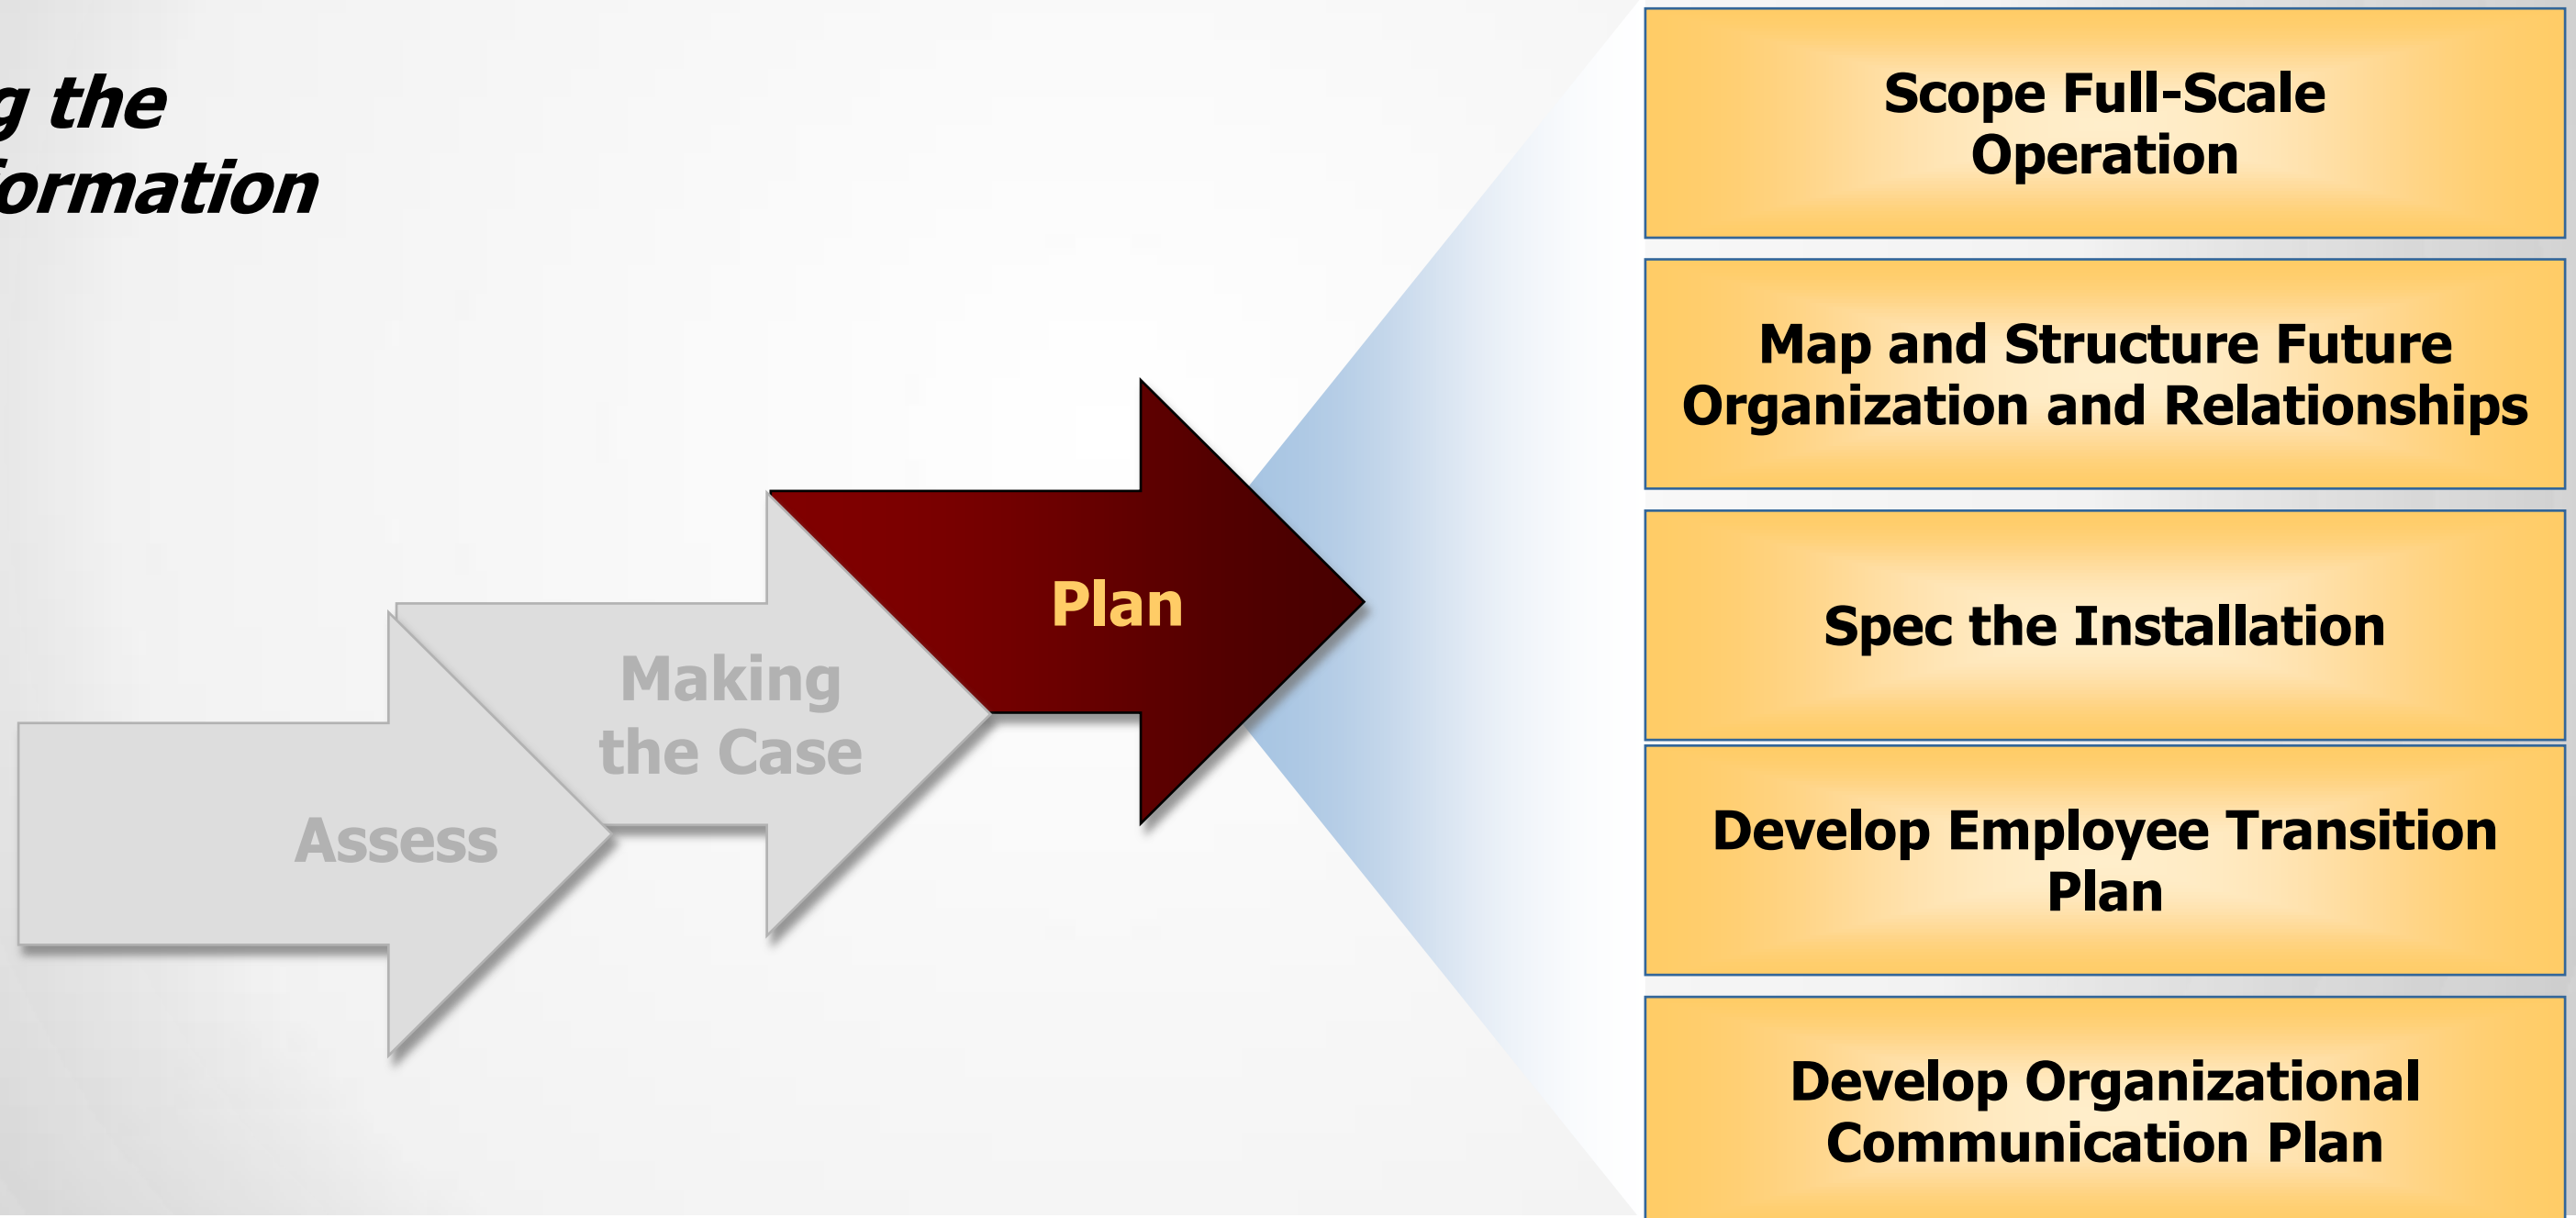 g the
formation
Scope Full-Scale
Operation
Map and Structure Future
Organization and Relationships
Spec the Installation
Develop Employee Transition
Plan
Develop Organizational
Communication Plan
Plan
Making
the Case
Assess